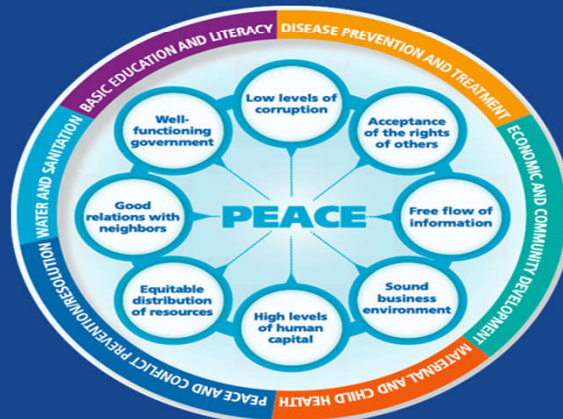 BASIC EDUCATION AND LITERACY
DISEASE PREVENTION AND TREATMENT
ECONOMIC AND COMMUNITY DEVELOPMENT
MATERNAL AND CHILD HEALTH
PEACE AND CONFLICT PREVENTION/RESOLUTION
WATER AND SANITATION
Low levels of
corruption
Acceptance
of the rights
of others
Free flow of
information
Sound
business
environment
High levels
of human
capital
Equitable
distribution
of resources
Good
relations with
neighbors
Well-
functioning
government
PEACE